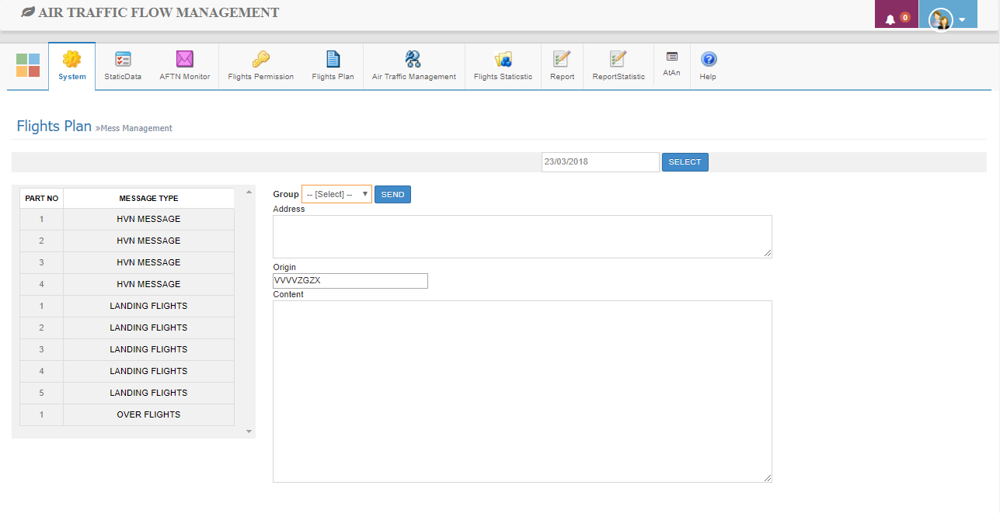 AIR TRAFFIC FLOW MANAGEMENT
0
System StaticData AFTN Monitor Flights Permission Flights Plan Air Traffic Management Flights Staticstic Report ReportStatistic AtAn Help
Flights Plan »Mess Management
23/03/2018 SELECT
PART NO MESSAGE TYPE
1 HVN MESSAGE
2 HVN MESSAGE
3 HVN MESSAGE
4 HVN MESSAGE
1 LANDING FLIGHTS
2 LANDING FLIGHTS
3 LANDING FLIGHTS
4 LANDING FLIGHTS
5 LANDING FLIGHTS
1 OVER FLIGHTS
Group -- [Select] -- SEND
Address
Origin
VVVVZGZX
Content